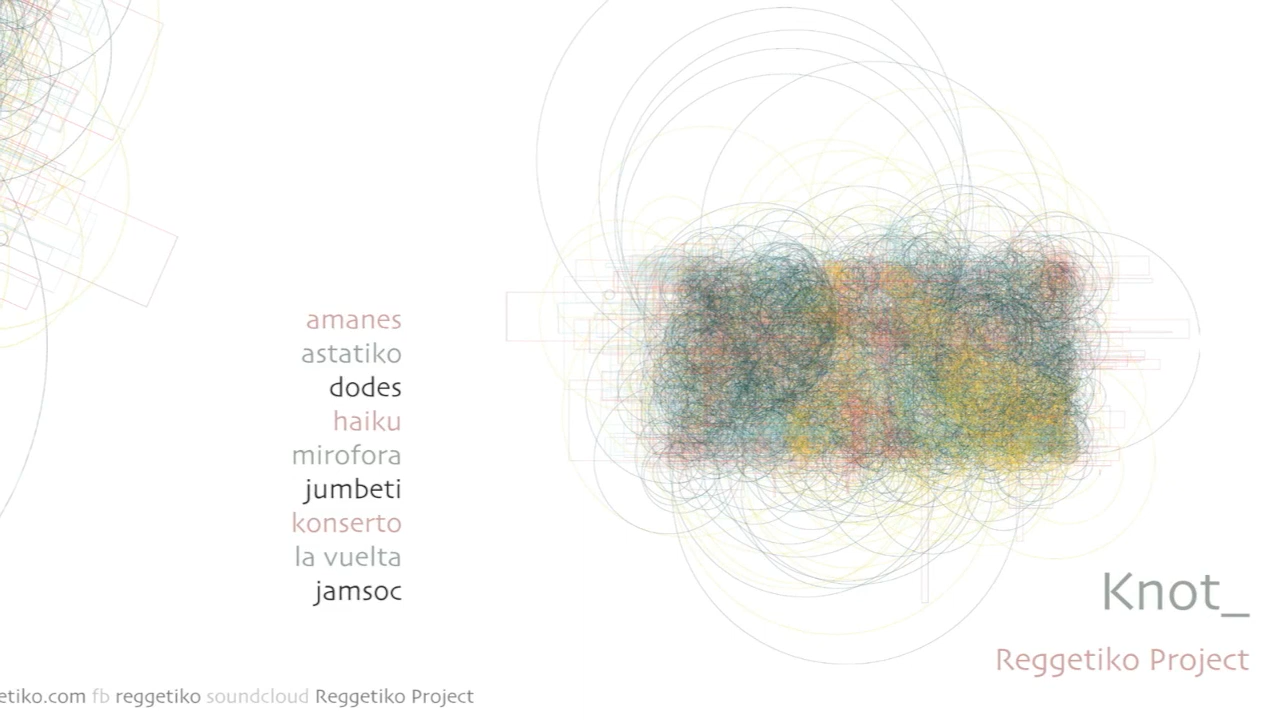 amanes
astatiko
dodes
haiku
mirofora
jumbeti
konserto
la vuelta
jamsoc
Knot_
Reggetiko Project
etiko.com fb reggetiko soundcloud Reggetiko Project